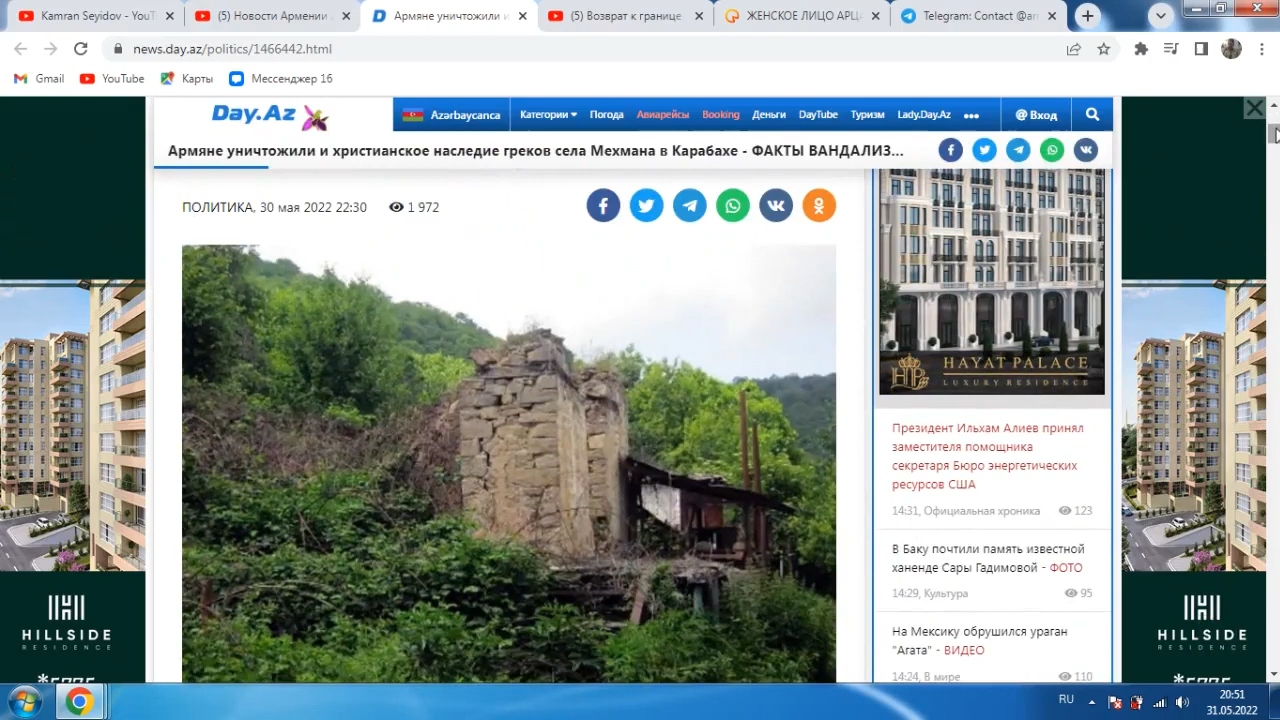 Kamran Seyidov - YouT
(5) Новости Армении
Армяне уничтожили и
(5) Возврат к границе
ЖЕНСКОЕ ЛИЦО АРЦА
Telegram: Contact @ar
news.day.az/politics/1466442.html
Gmail
YouTube
Карты
Мессенджер 16
Day.Az
Azərbaycanca
Категории
Погода
Авиарейсы
Booking
Деньги
DayTube
Туризм
Lady.Day.Az
Вход
Армяне уничтожили и христианское наследие греков села Мехмана в Карабахе - ФАКТЫ ВАНДАЛИЗ...
ПОЛИТИКА, 30 мая 2022 22:30
1 972
HAYAT PALACE
LUXURY RESIDENCE
Президент Ильхам Алиев принял
заместителя помощника
секретаря Бюро энергетических
ресурсов США
14:31, Официальная хроника
123
В Баку почтили память известной
ханенде Сары Гадимовой - ФОТО
14:29, Культура
95
На Мексику обрушился ураган
"Агата" - ВИДЕО
14:24, В мире
110
HILLSIDE
RESIDENCE
HILLSIDE
RESIDENCE
RU
20:51
31.05.2022